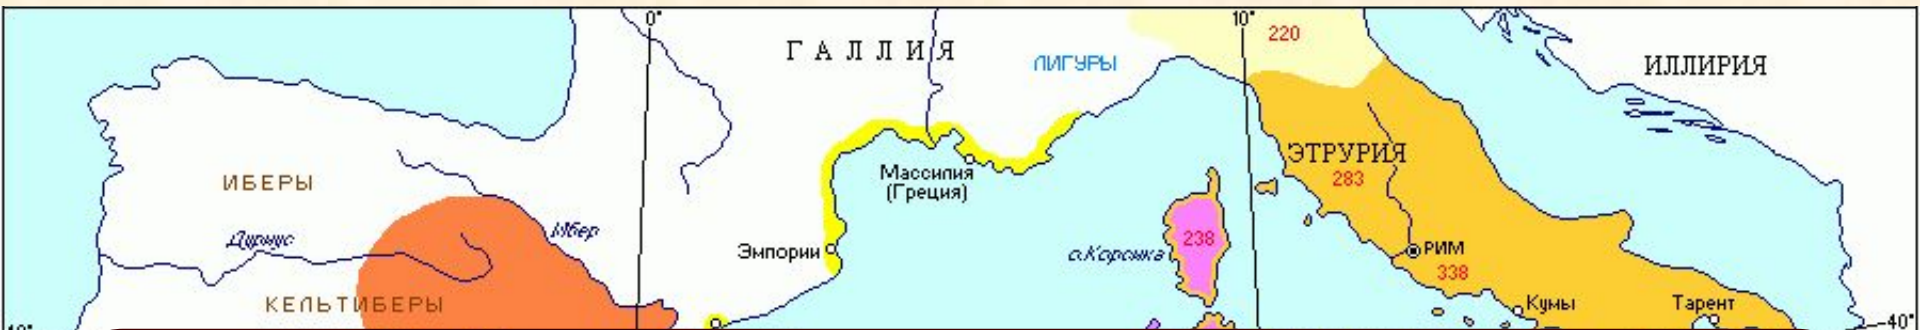 0°
10°
220
ГАЛЛИЯ
ЛИГУРЫ
ИЛЛИРИЯ
ЭТРУРИЯ
283
Массилия
(Греция)
ИБЕРЫ
Дуриус
Ибер
Эмпории
о.Корсика
238
РИМ
338
КЕЛЬТИБЕРЫ
Кумы
Тарент
40°